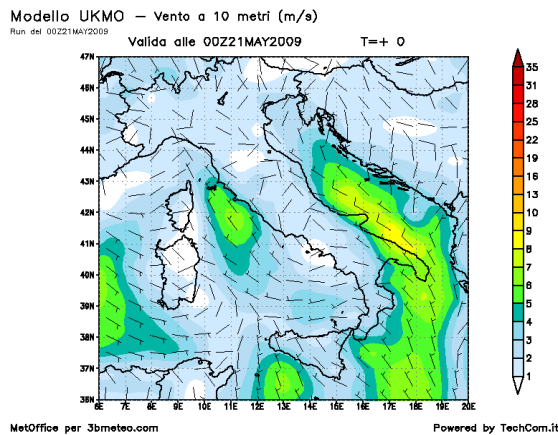 Modello UKMO – Vento a 10 metri (m/s)
Run del 00Z21MAY2009
Valida alle 00Z21MAY2009 T=+ 0
47N
46N
45N
44N
43N
42N
41N
40N
39N
38N
37N
36N
35N
6E 7E 8E 9E 10E 11E 12E 13E 14E 15E 16E 17E 18E 19E 20E
35
31
28
25
22
19
16
13
10
9
8
7
6
5
4
3
2
1
MetOffice per 3bmeteo.com
Powered by TechCom.it